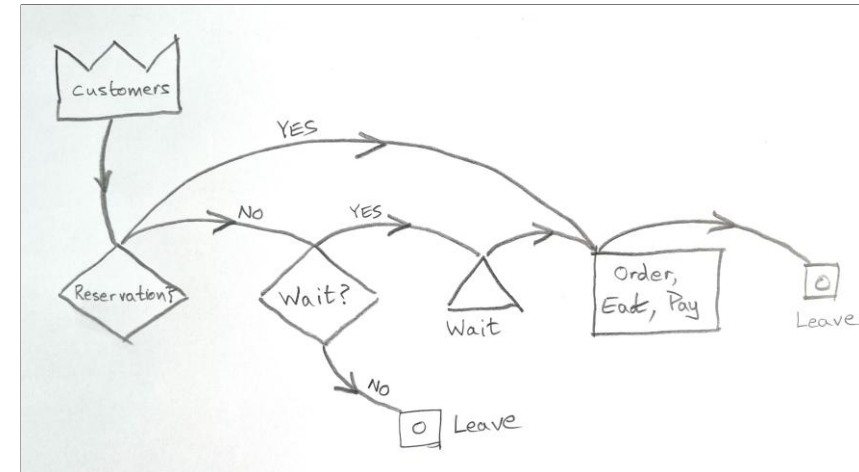 Customers
YES
NO
YES
Reservation?
Wait?
Wait
Order,
Eat, Pay
Leave
NO
Leave